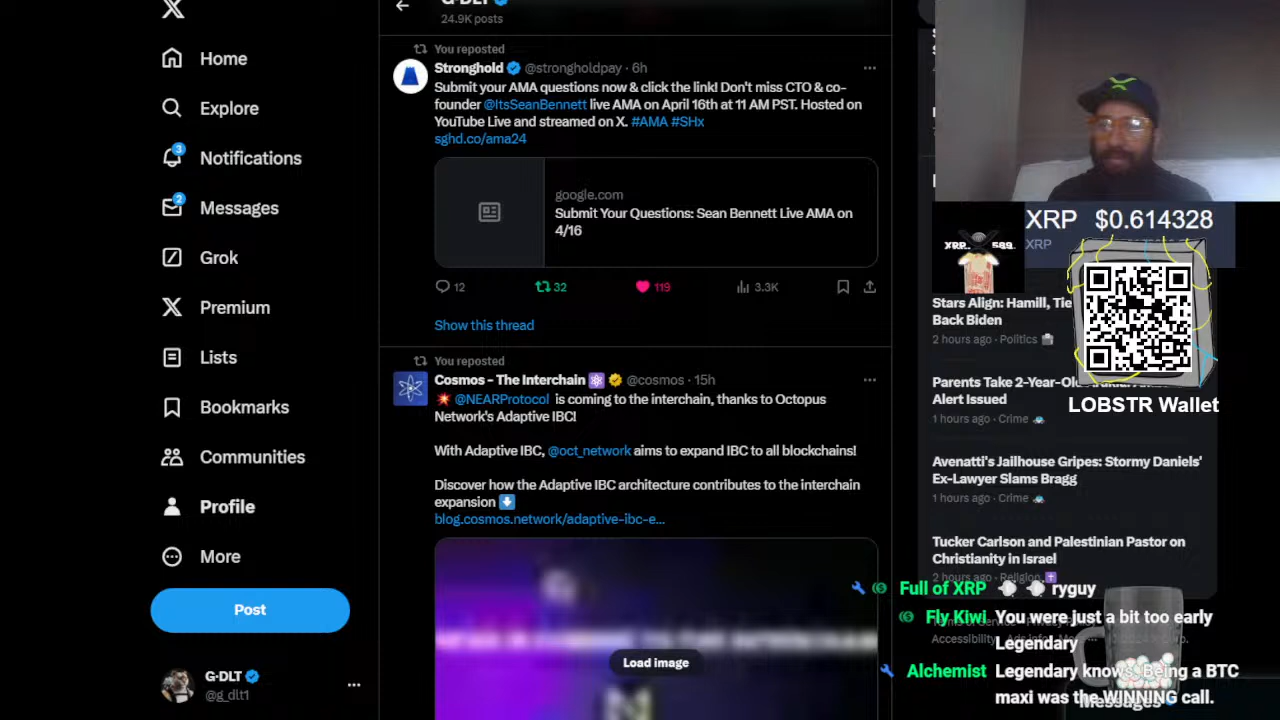 G-DLT
24.9K posts
Home
Explore
3
Notifications
2
Messages
Grok
Premium
Lists
Bookmarks
Communities
Profile
More
Post
G-DLT
@g_dlt1
You reposted
Stronghold @strongholdpay · 6h
Submit your AMA questions now & click the link! Don't miss CTO & co-
founder @ItsSeanBennett live AMA on April 16th at 11 AM PST. Hosted on
YouTube Live and streamed on X. #AMA #SHx
sghd.co/ama24
google.com
Submit Your Questions: Sean Bennett Live AMA on
4/16
12 32 119 3.3K
Show this thread
You reposted
Cosmos - The Interchain @cosmos · 15h
@NEARProtocol is coming to the interchain, thanks to Octopus
Network's Adaptive IBC!
With Adaptive IBC, @oct_network aims to expand IBC to all blockchains!
Discover how the Adaptive IBC architecture contributes to the interchain
expansion
blog.cosmos.network/adaptive-ibc-e...
Load image
XRP $0.614328
XRP
XRP 589
LOBSTR Wallet
Stars Align: Hamill, Tie
Back Biden
2 hours ago · Politics
Parents Take 2-Year-Old
Alert Issued
1 hours ago · Crime
Avenatti's Jailhouse Gripes: Stormy Daniels'
Ex-Lawyer Slams Bragg
1 hours ago · Crime
Tucker Carlson and Palestinian Pastor on
Christianity in Israel
2 hours ago · Religion
Full of XRP ryguy
Fly Kiwi You were just a bit too early
Legendary
Accessibility
Alchemist Legendary knows. Being a BTC
maxi was the WINNING call.
Messages